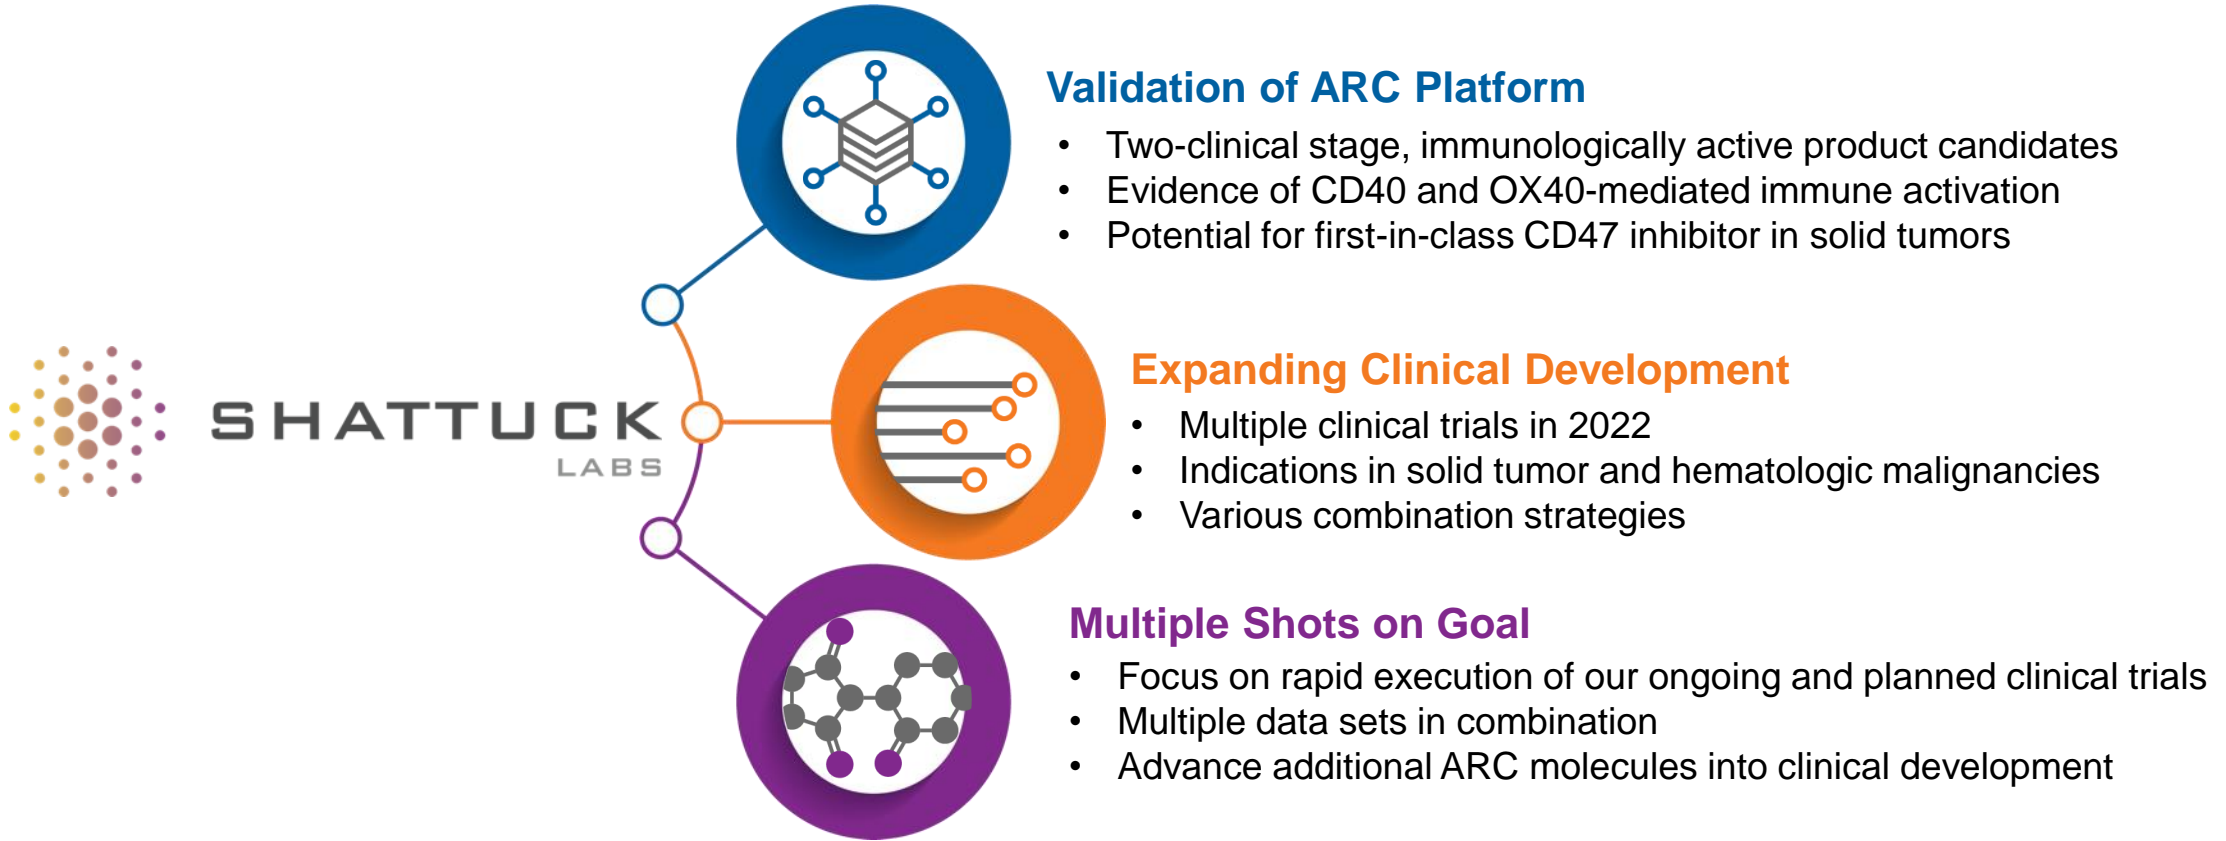 SHATTUCK
LABS
Validation of ARC Platform
• Two-clinical stage, immunologically active product candidates
• Evidence of CD40 and OX40-mediated immune activation
• Potential for first-in-class CD47 inhibitor in solid tumors
Expanding Clinical Development
• Multiple clinical trials in 2022
• Indications in solid tumor and hematologic malignancies
• Various combination strategies
Multiple Shots on Goal
• Focus on rapid execution of our ongoing and planned clinical trials
• Multiple data sets in combination
• Advance additional ARC molecules into clinical development